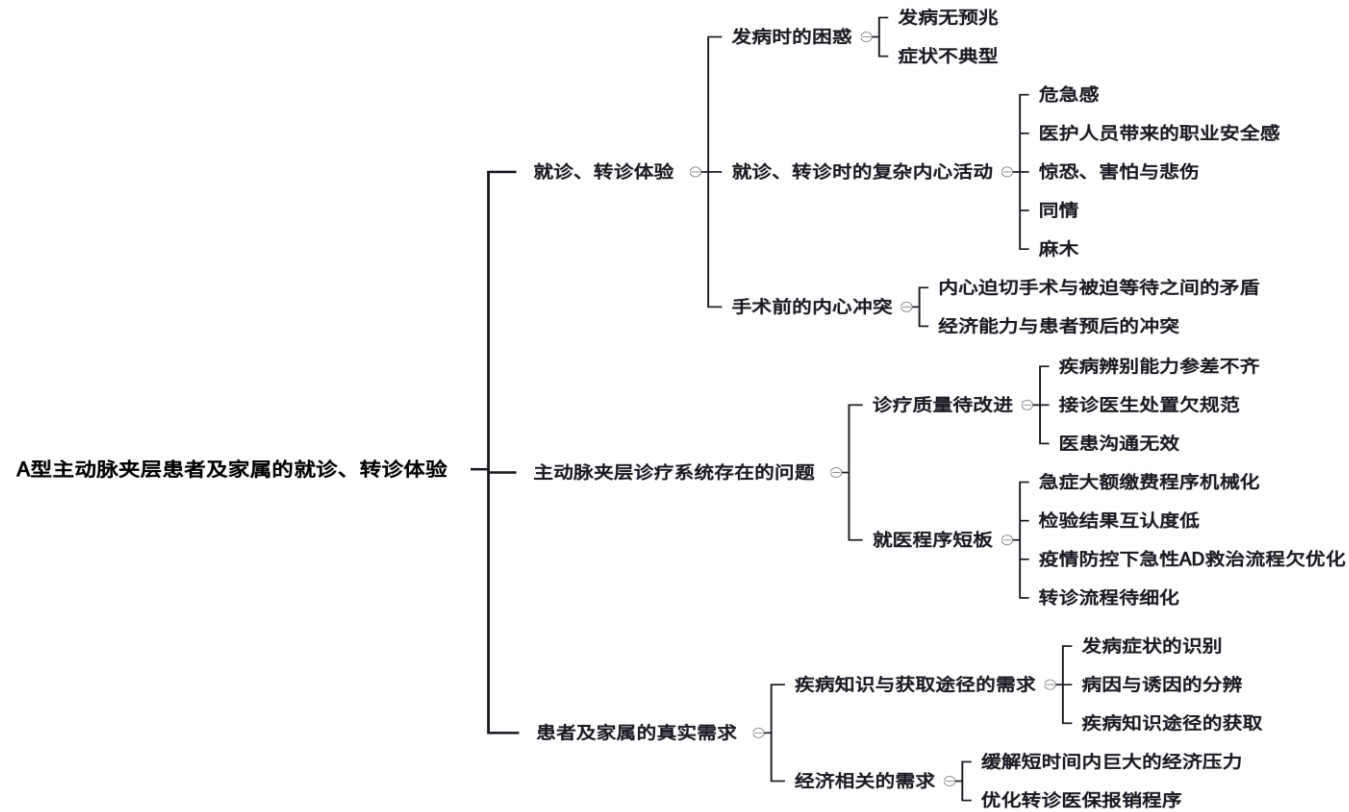 A型主动脉夹层患者及家属的就诊、转诊体验
就诊、转诊体验
发病时的困惑
发病无预兆
症状不典型
就诊、转诊时的复杂内心活动
危急感
医护人员带来的职业安全感
惊恐、害怕与悲伤
同情
麻木
手术前的内心冲突
内心迫切手术与被迫等待之间的矛盾
经济能力与患者预后的冲突
主动脉夹层诊疗系统存在的问题
诊疗质量待改进
疾病辨别能力参差不齐
接诊医生处置欠规范
医患沟通无效
就医程序短板
急症大额缴费程序机械化
检验结果互认度低
疫情防控下急性AD救治流程欠优化
转诊流程待细化
患者及家属的真实需求
疾病知识与获取途径的需求
发病症状的识别
病因与诱因的分辨
疾病知识途径的获取
经济相关的需求
缓解短时间内巨大的经济压力
优化转诊医保报销程序